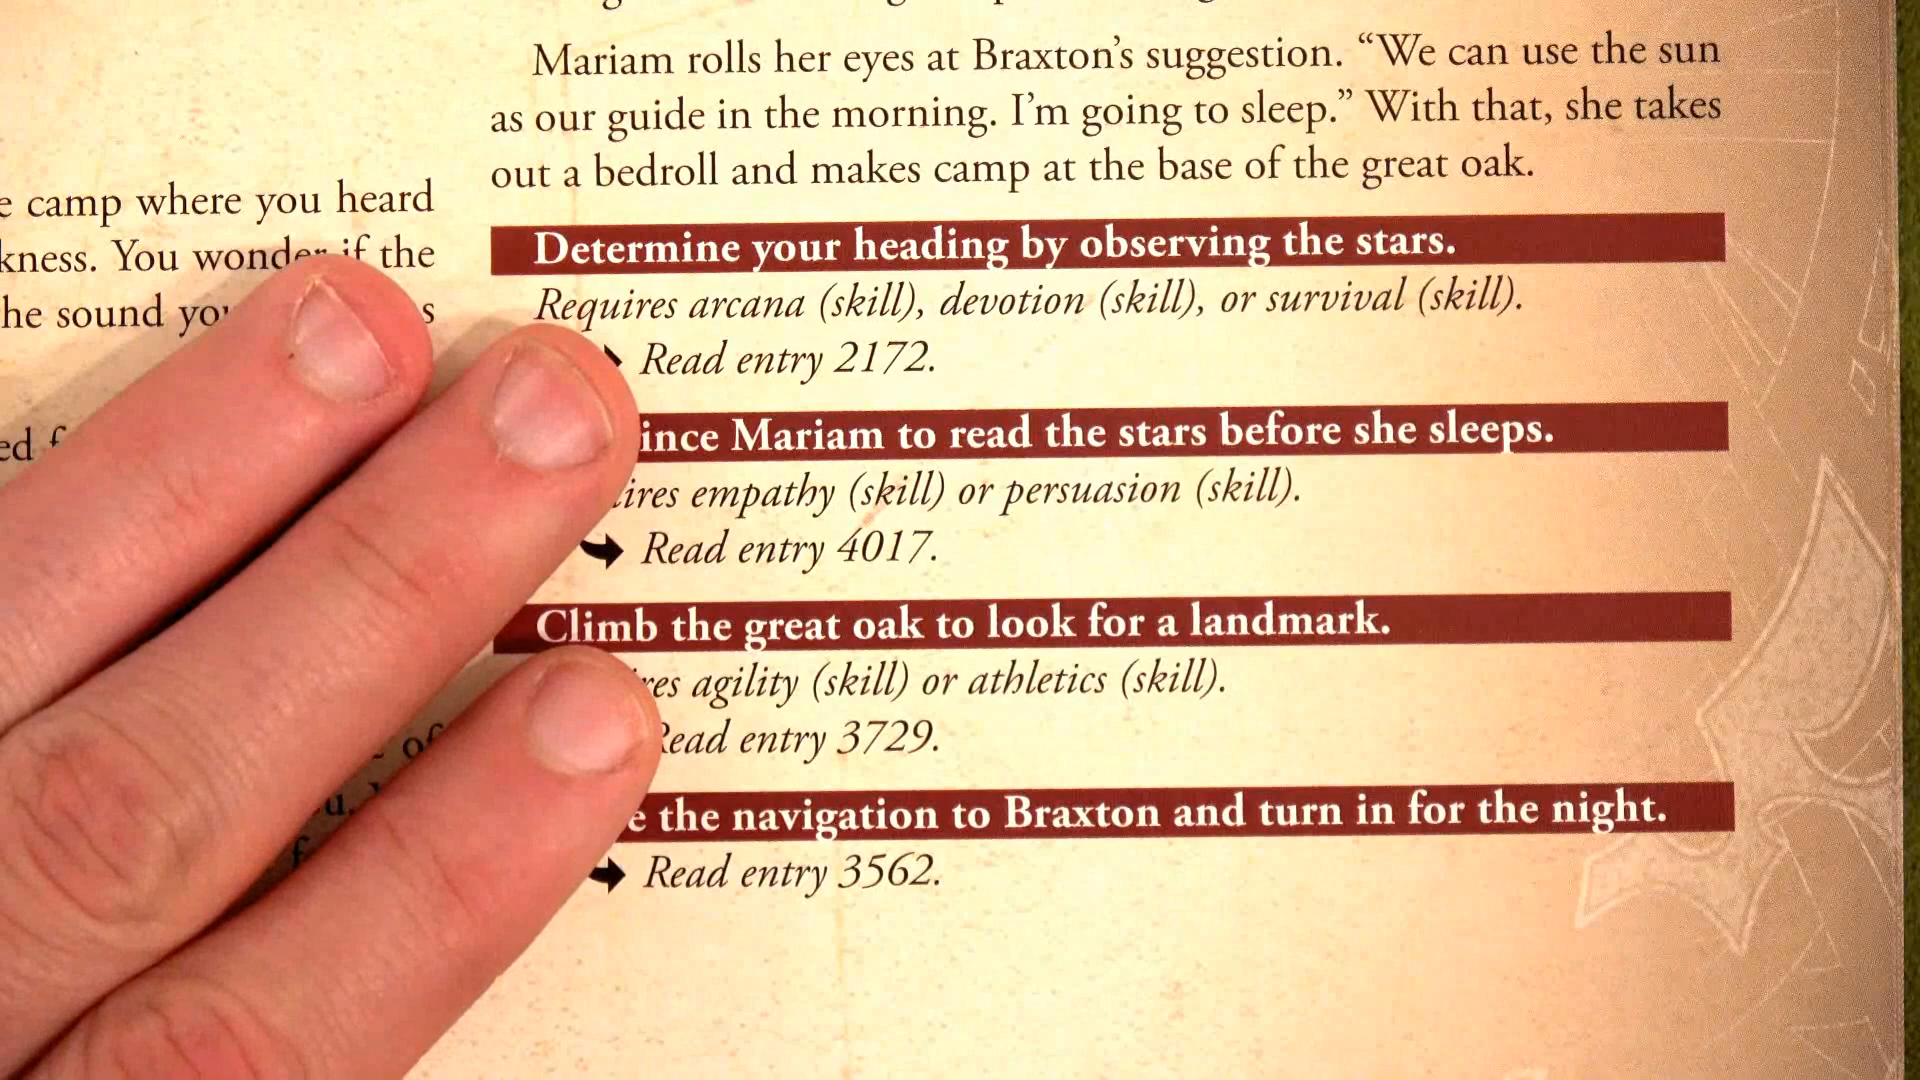 e camp where you heard
kness. You wonder if the
he sound
s
ed
Mariam rolls her eyes at Braxton's suggestion. “We can use the sun
as our guide in the morning. I'm going to sleep.” With that, she takes
out a bedroll and makes camp at the base of the great oak.
Determine your heading by observing the stars.
Requires arcana (skill), devotion (skill), or survival (skill).
Read entry 2172.
ince Mariam to read the stars before she sleeps.
ires empathy (skill) or persuasion (skill).
Read entry 4017.
Climb the great oak to look for a landmark.
res agility (skill) or athletics (skill).
Read entry 3729.
e the navigation to Braxton and turn in for the night.
Read entry 3562.